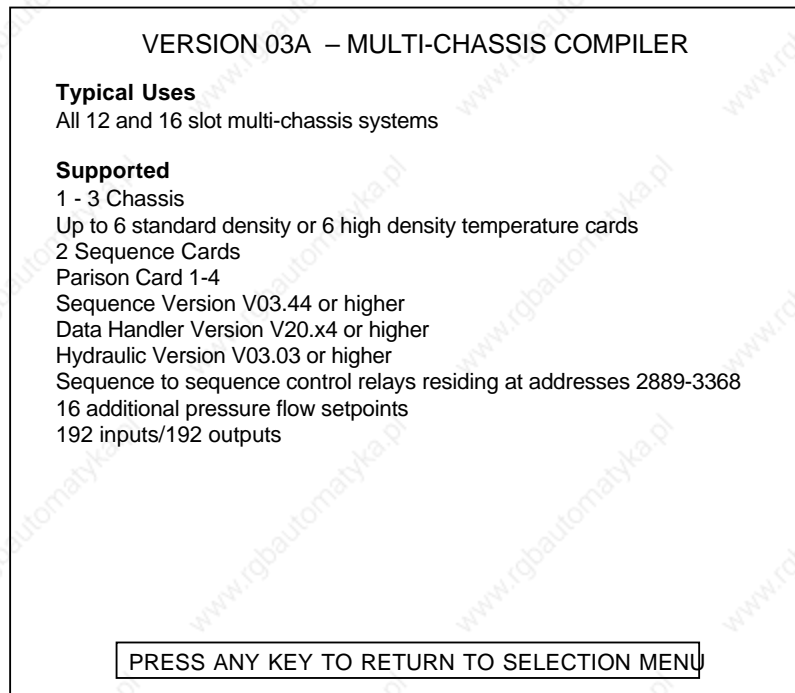 VERSION 03A – MULTI-CHASSIS COMPILER
Typical Uses
All 12 and 16 slot multi-chassis systems
Supported
1 - 3 Chassis
Up to 6 standard density or 6 high density temperature cards
2 Sequence Cards
Parison Card 1-4
Sequence Version V03.44 or higher
Data Handler Version V20.x4 or higher
Hydraulic Version V03.03 or higher
Sequence to sequence control relays residing at addresses 2889-3368
16 additional pressure flow setpoints
192 inputs/192 outputs
PRESS ANY KEY TO RETURN TO SELECTION MENU
www.rgbautomatyka.pl